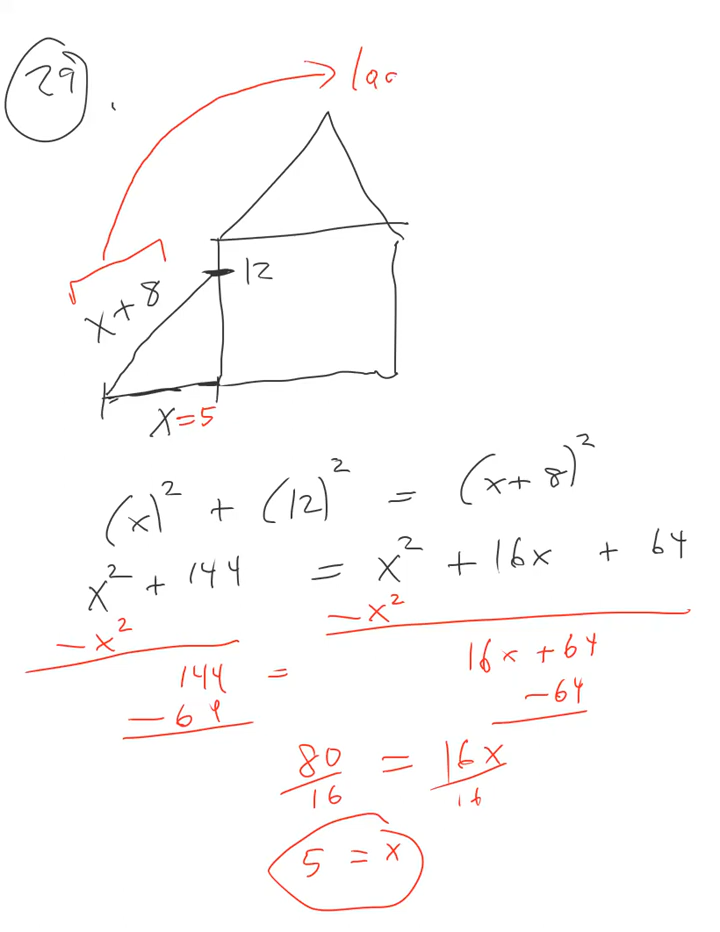 29.
12
x + 8
x = 5
(x)² + (12)² = (x + 8)²
x² + 144 = x² + 16x + 64
- x² - x²
144 = 16x + 64
- 64 - 64
80/16 = 16x/16
5 = x